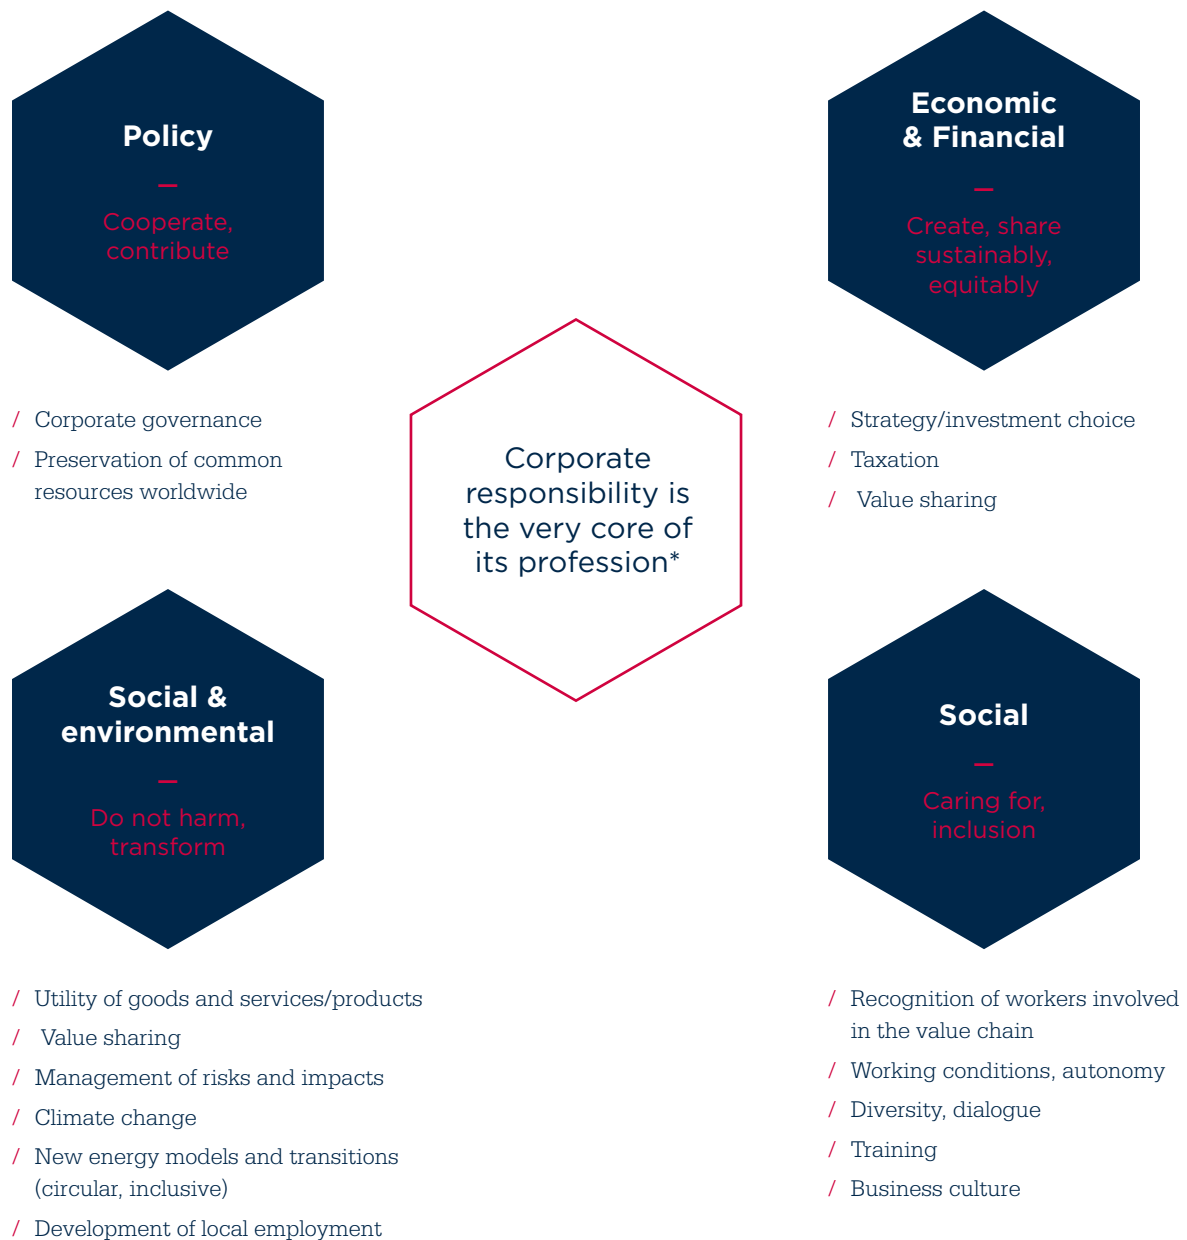 Policy
—
Cooperate,
contribute
/ Corporate governance
/ Preservation of common
resources worldwide
Economic
& Financial
—
Create, share
sustainably,
equitably
/ Strategy/investment choice
/ Taxation
/ Value sharing
Corporate
responsibility is
the very core of
its profession*
Social &
environmental
—
Do not harm,
transform
/ Utility of goods and services/products
/ Value sharing
/ Management of risks and impacts
/ Climate change
/ New energy models and transitions
(circular, inclusive)
/ Development of local employment
Social
—
Caring for,
inclusion
/ Recognition of workers involved
in the value chain
/ Working conditions, autonomy
/ Diversity, dialogue
/ Training
/ Business culture